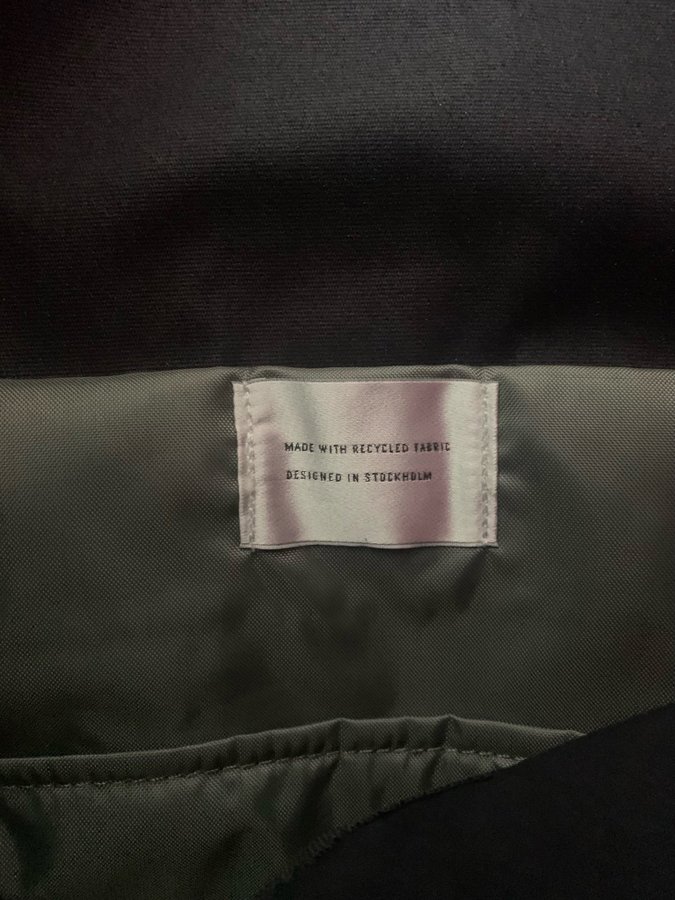 MADE WITH RECYCLED FABRIC
DESIGNED IN STOCKHOLM